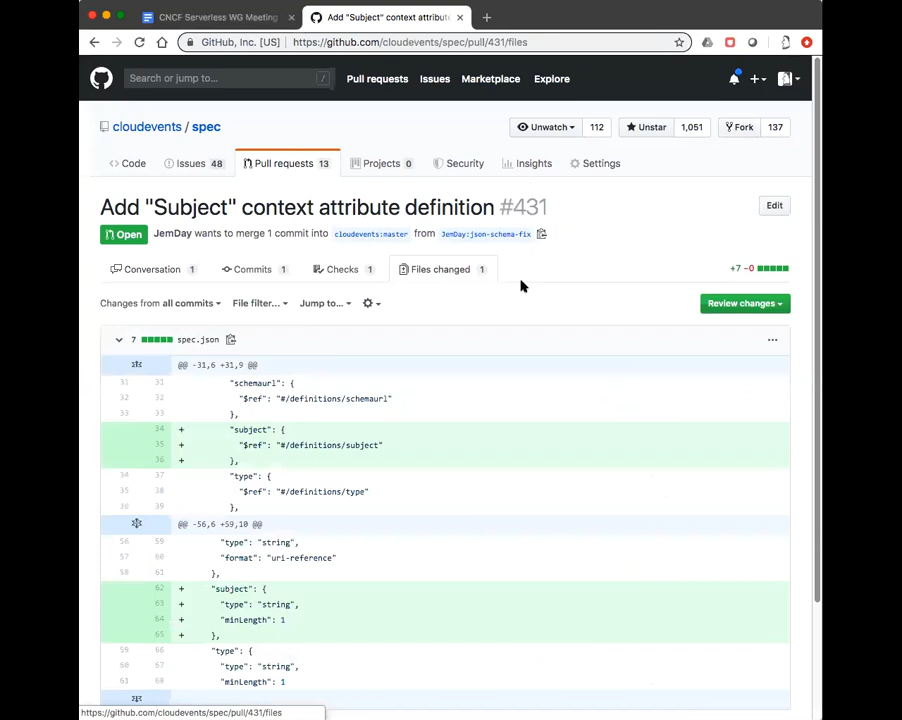 CNCF Serverless WG Meeting
Add "Subject" context attribut
GitHub, Inc. [US] | https://github.com/cloudevents/spec/pull/431/files
Search or jump to... /
Pull requests Issues Marketplace Explore
cloudevents / spec
Unwatch 112 Unstar 1,051 Fork 137
Code Issues 48 Pull requests 13 Projects 0 Security Insights Settings
Add "Subject" context attribute definition #431
Edit
Open JemDay wants to merge 1 commit into cloudevents:master from JemDay:json-schema-fix
Conversation 1 Commits 1 Checks 1 Files changed 1 +7 −0
Changes from all commits File filter... Jump to...
Review changes
7 spec.json
@@ -31,6 +31,9 @@
31 31 "schemaurl": {
32 32 "$ref": "#/definitions/schemaurl"
33 33 },
34 + "subject": {
35 + "$ref": "#/definitions/subject"
36 + },
34 37 "type": {
35 38 "$ref": "#/definitions/type"
36 39 },
@@ -56,6 +59,10 @@
56 59 "type": "string",
57 60 "format": "uri-reference"
58 61 },
62 + "subject": {
63 + "type": "string",
64 + "minLength": 1
65 + },
59 66 "type": {
60 67 "type": "string",
61 68 "minLength": 1
https://github.com/cloudevents/spec/pull/431/files